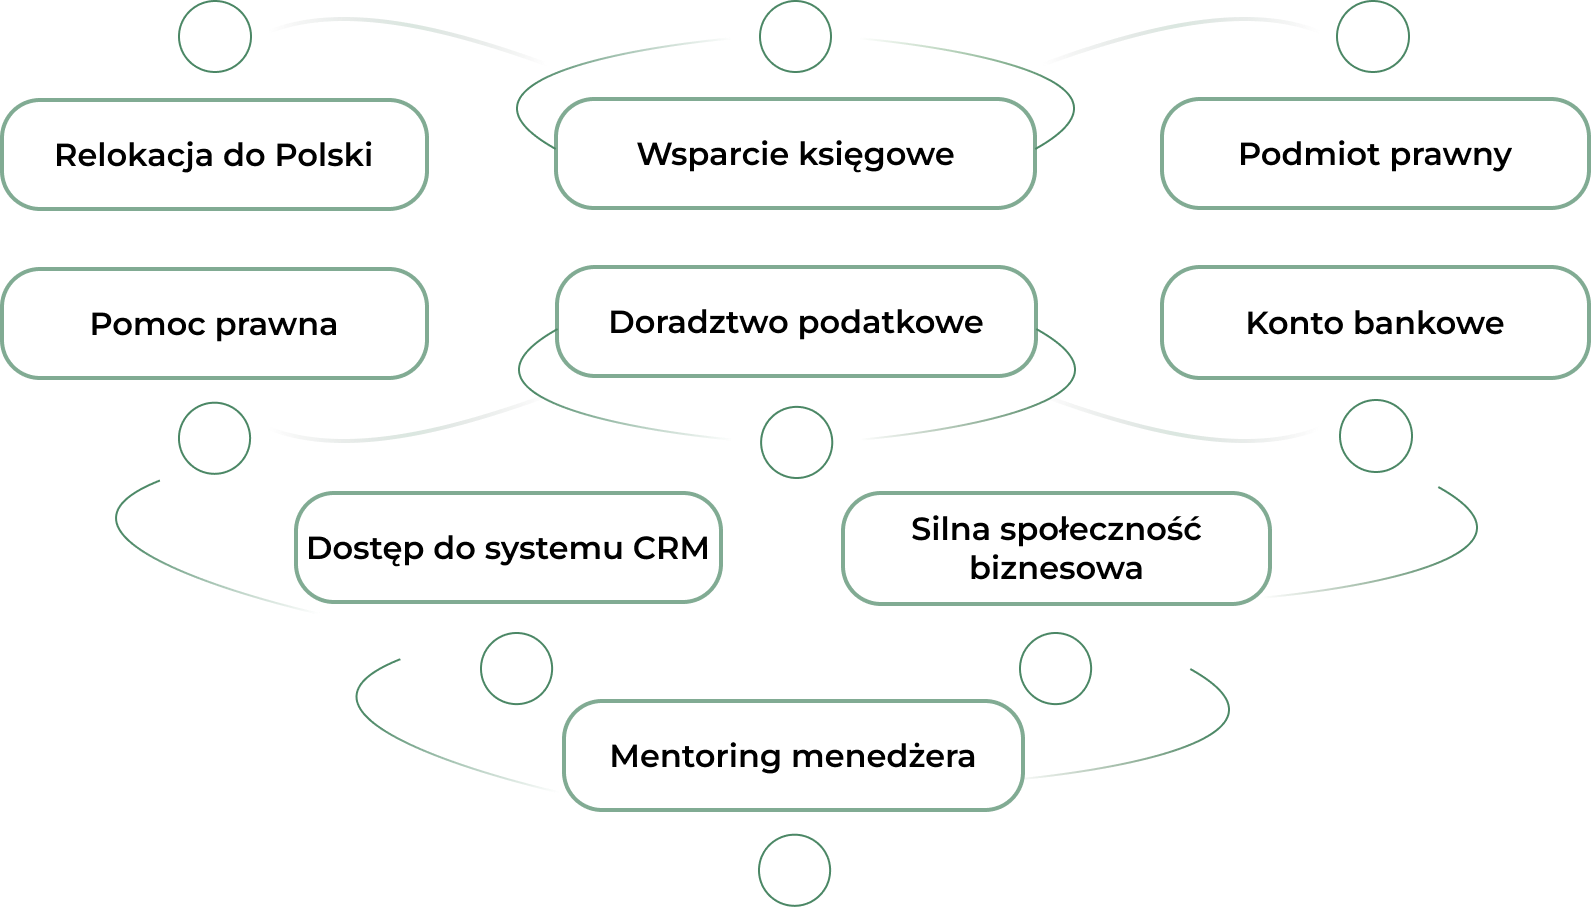 Relokacja do Polski
Wsparcie księgowe
Podmiot prawny
Pomoc prawna
Doradztwo podatkowe
Konto bankowe
Dostęp do systemu CRM
Silna społeczność
biznesowa
Mentoring menedżera